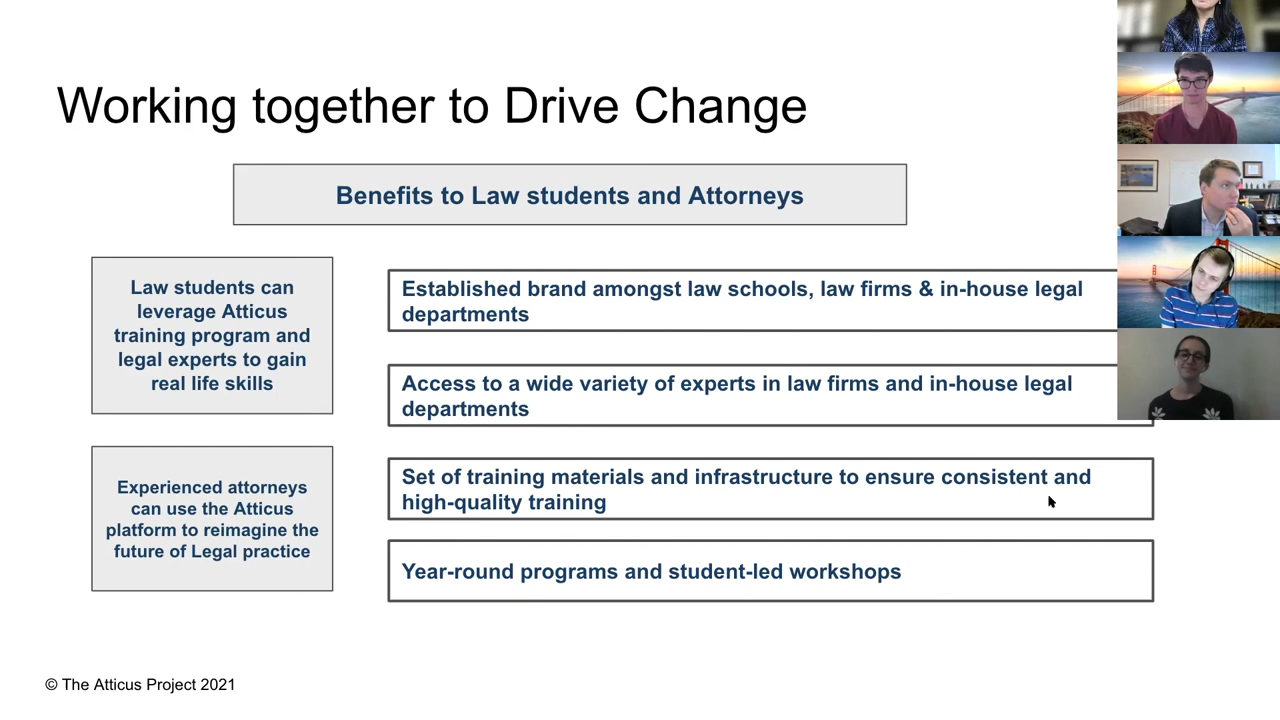 Working together to Drive Change
Benefits to Law students and Attorneys
Law students can
leverage Atticus
training program and
legal experts to gain
real life skills
Experienced attorneys
can use the Atticus
platform to reimagine the
future of Legal practice
Established brand amongst law schools, law firms & in-house legal
departments
Access to a wide variety of experts in law firms and in-house legal
departments
Set of training materials and infrastructure to ensure consistent and
high-quality training
Year-round programs and student-led workshops
© The Atticus Project 2021